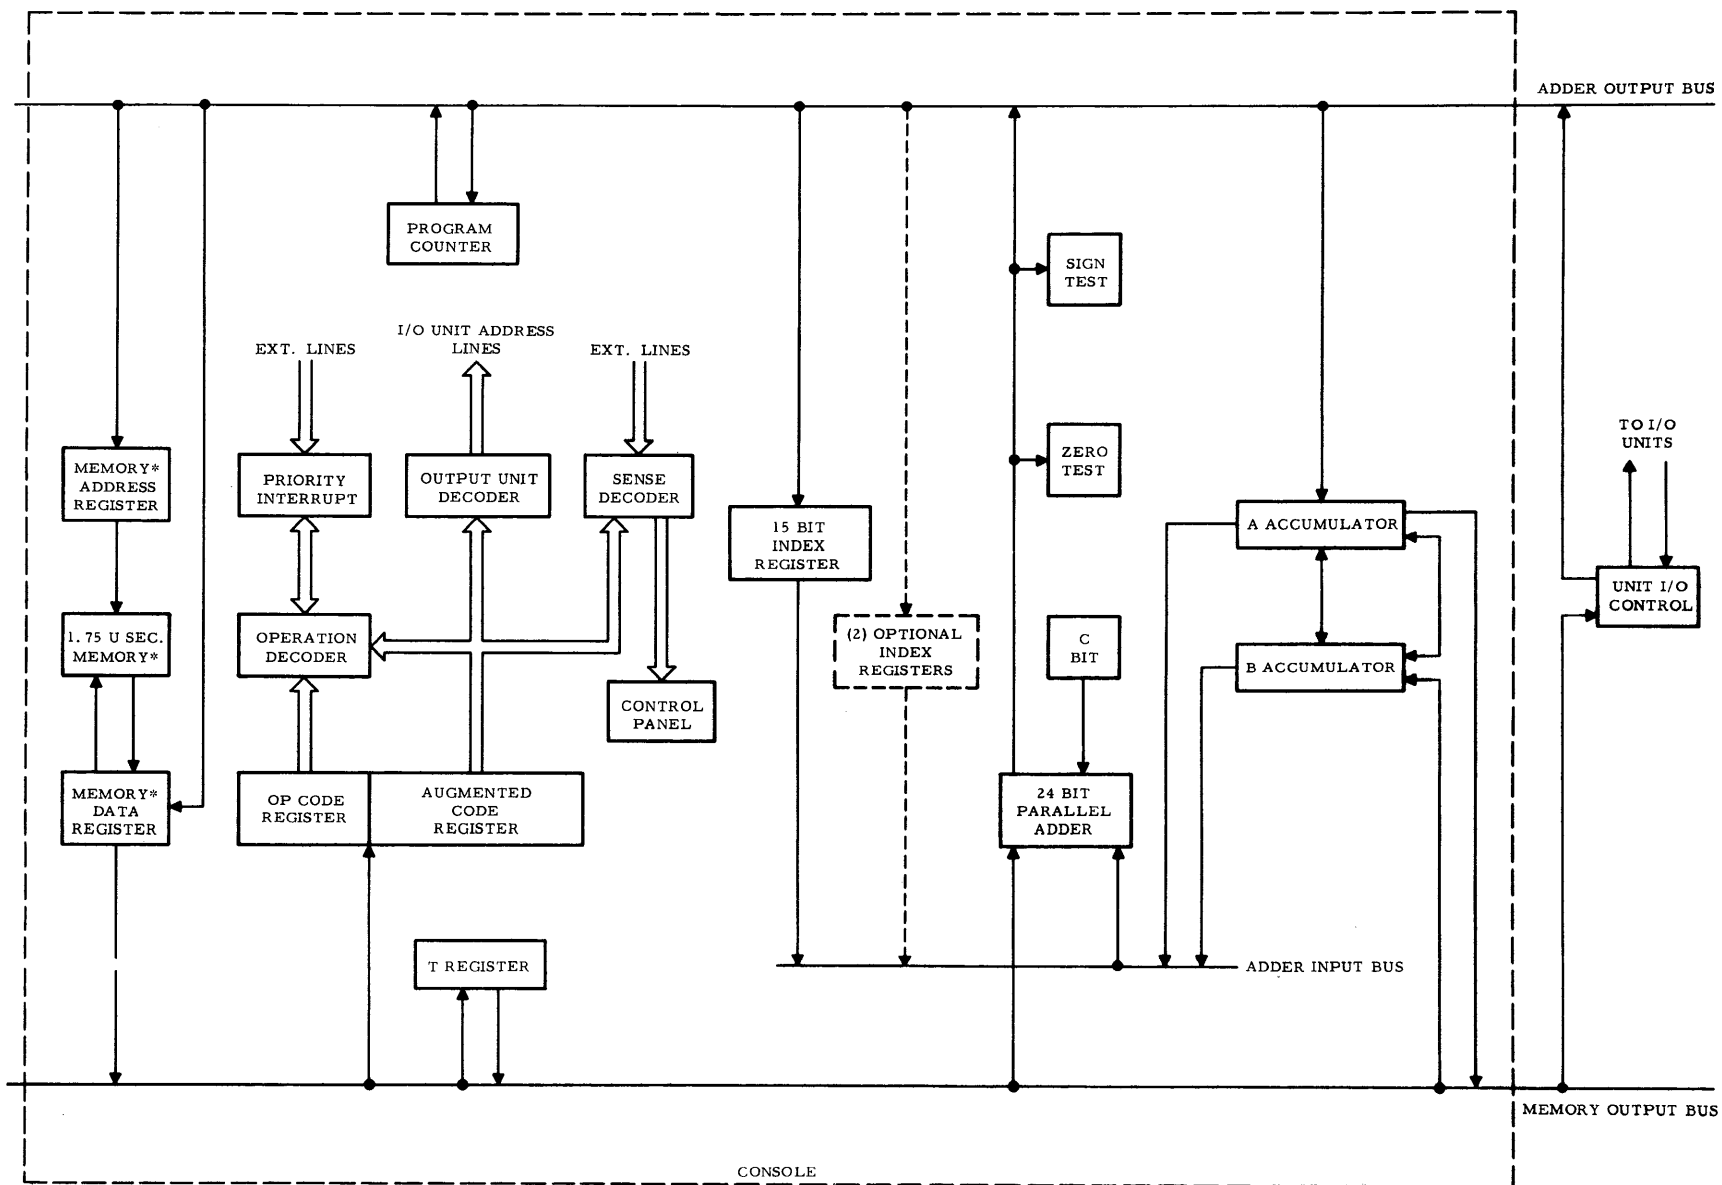 ADDER OUTPUT BUS
PROGRAM
COUNTER
SIGN
TEST
EXT. LINES
I/O UNIT ADDRESS
LINES
EXT. LINES
MEMORY*
ADDRESS
REGISTER
PRIORITY
INTERRUPT
OUTPUT UNIT
DECODER
SENSE
DECODER
ZERO
TEST
TO I/O
UNITS
15 BIT
INDEX
REGISTER
A ACCUMULATOR
UNIT I/O
CONTROL
1.75 U SEC.
MEMORY*
OPERATION
DECODER
(2) OPTIONAL
INDEX
REGISTERS
C
BIT
B ACCUMULATOR
CONTROL
PANEL
MEMORY*
DATA
REGISTER
OP CODE
REGISTER
AUGMENTED
CODE
REGISTER
24 BIT
PARALLEL
ADDER
T REGISTER
ADDER INPUT BUS
MEMORY OUTPUT BUS
CONSOLE